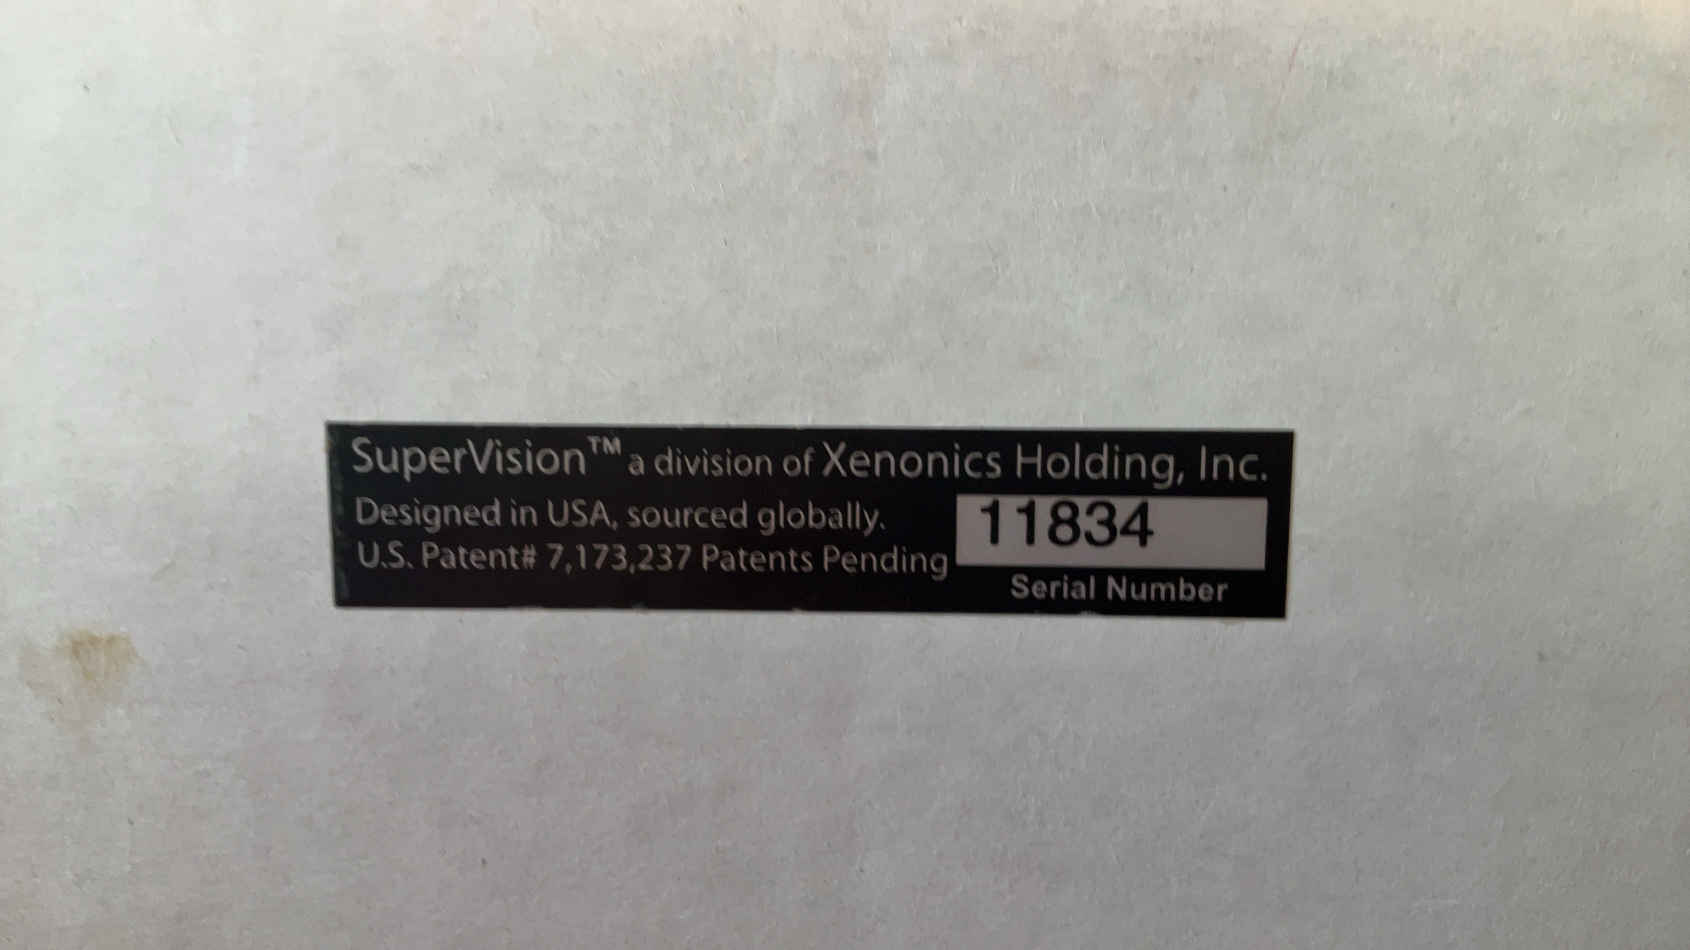 SuperVision™ a division of Xenonics Holding, Inc.
Designed in USA, sourced globally.
U.S. Patent# 7,173,237 Patents Pending
11834
Serial Number